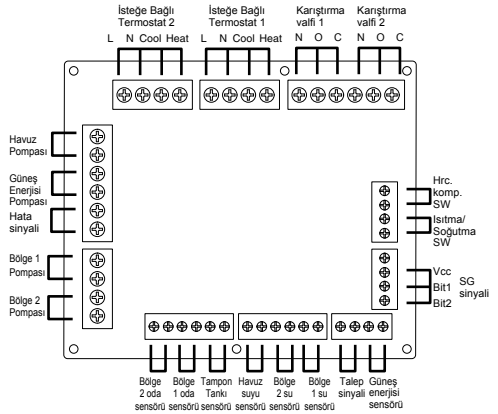 İsteğe Bağlı
Termostat 2
İsteğe Bağlı
Termostat 1
Karıştırma
valfi 1
Karıştırma
valfi 2
L N Cool Heat
L N Cool Heat
N O C
N O C
Havuz
Pompası
Güneş
Enerjisi
Pompası
Hata
sinyali
Bölge 1
Pompası
Bölge 2
Pompası
Hrc.
komp.
SW
Isıtma/
Soğutma
SW
Vcc
Bit1
Bit2
SG
sinyali
Bölge
2 oda
sensörü
Bölge
1 oda
sensörü
Tampon
Tankı
sensörü
Havuz
suyu
sensörü
Bölge
2 su
sensörü
Bölge
1 su
sensörü
Talep
sinyali
Güneş
enerjisi
sensörü